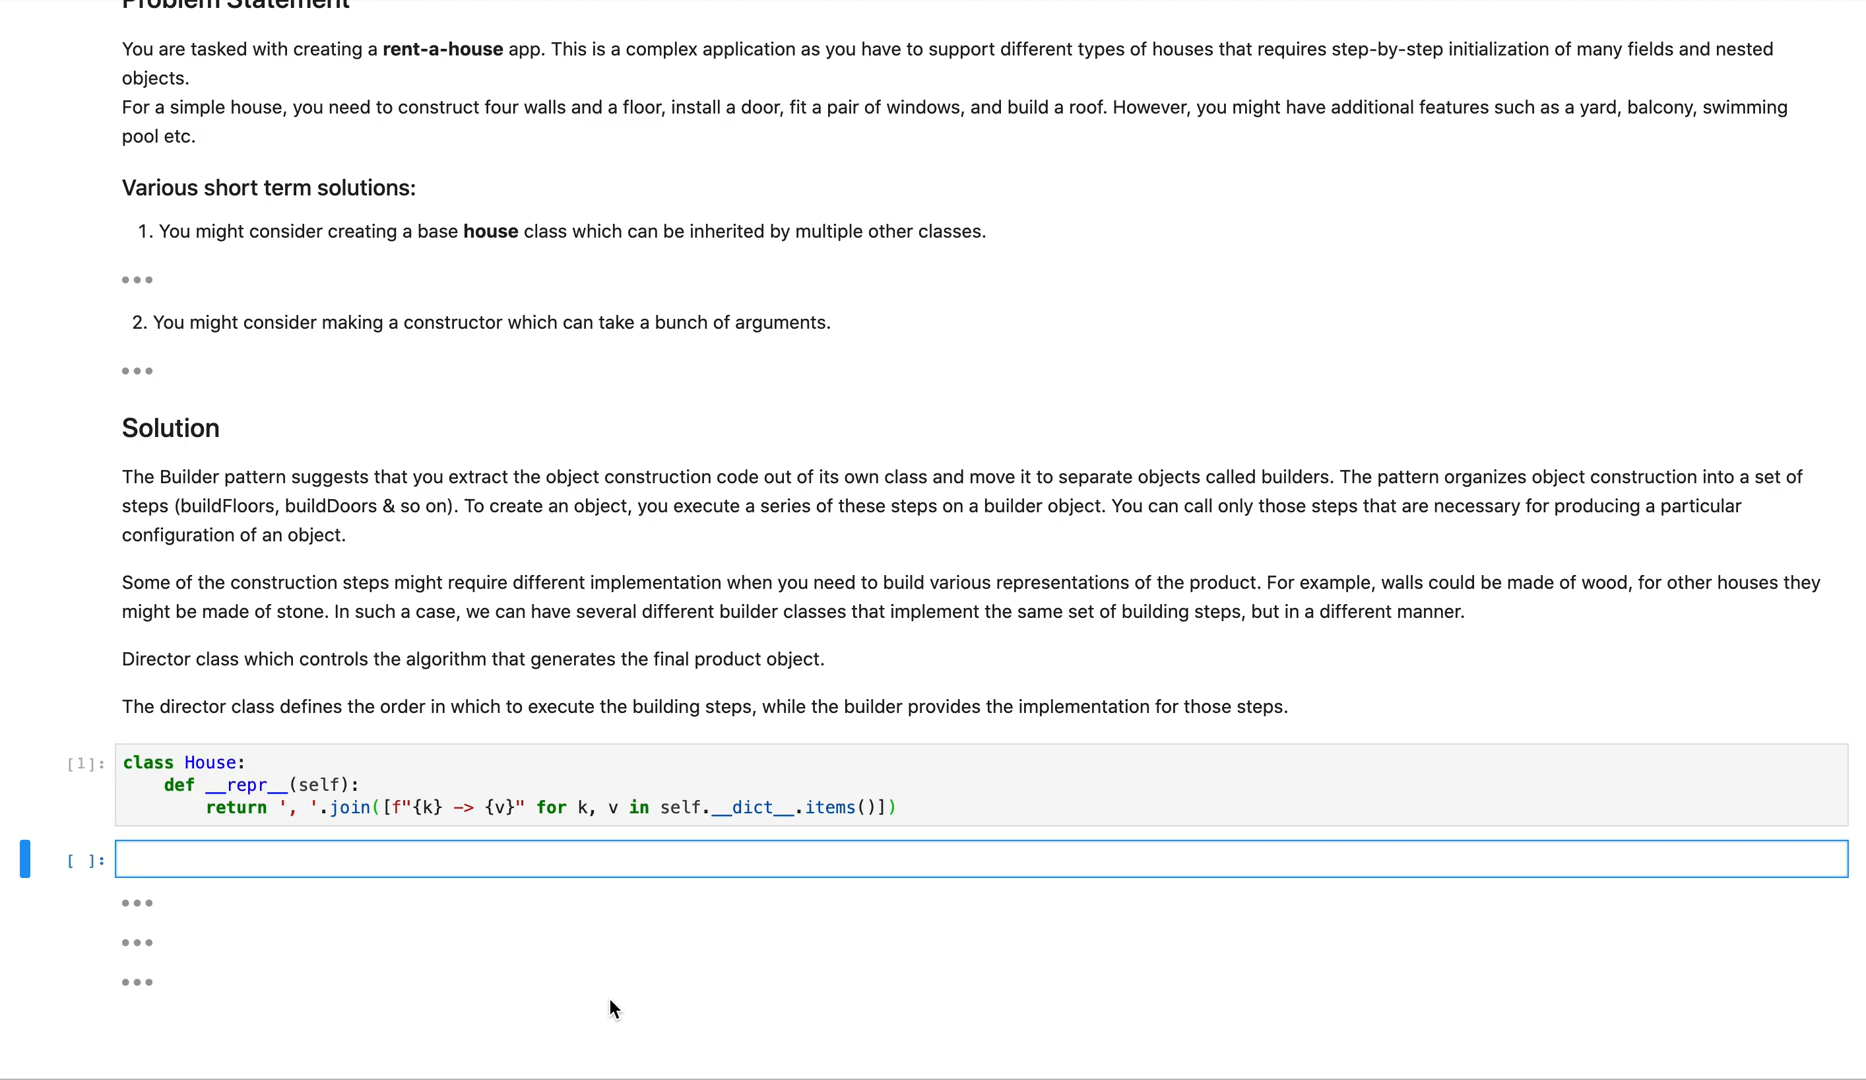 Problem Statement
You are tasked with creating a rent-a-house app. This is a complex application as you have to support different types of houses that requires step-by-step initialization of many fields and nested
objects.
For a simple house, you need to construct four walls and a floor, install a door, fit a pair of windows, and build a roof. However, you might have additional features such as a yard, balcony, swimming
pool etc.
Various short term solutions:
1. You might consider creating a base house class which can be inherited by multiple other classes.
2. You might consider making a constructor which can take a bunch of arguments.
Solution
The Builder pattern suggests that you extract the object construction code out of its own class and move it to separate objects called builders. The pattern organizes object construction into a set of
steps (buildFloors, buildDoors & so on). To create an object, you execute a series of these steps on a builder object. You can call only those steps that are necessary for producing a particular
configuration of an object.
Some of the construction steps might require different implementation when you need to build various representations of the product. For example, walls could be made of wood, for other houses they
might be made of stone. In such a case, we can have several different builder classes that implement the same set of building steps, but in a different manner.
Director class which controls the algorithm that generates the final product object.
The director class defines the order in which to execute the building steps, while the builder provides the implementation for those steps.
[1]: class House:
    def __repr__(self):
        return ', '.join([f"{k} -> {v}" for k, v in self.__dict__.items()])
[ ]: